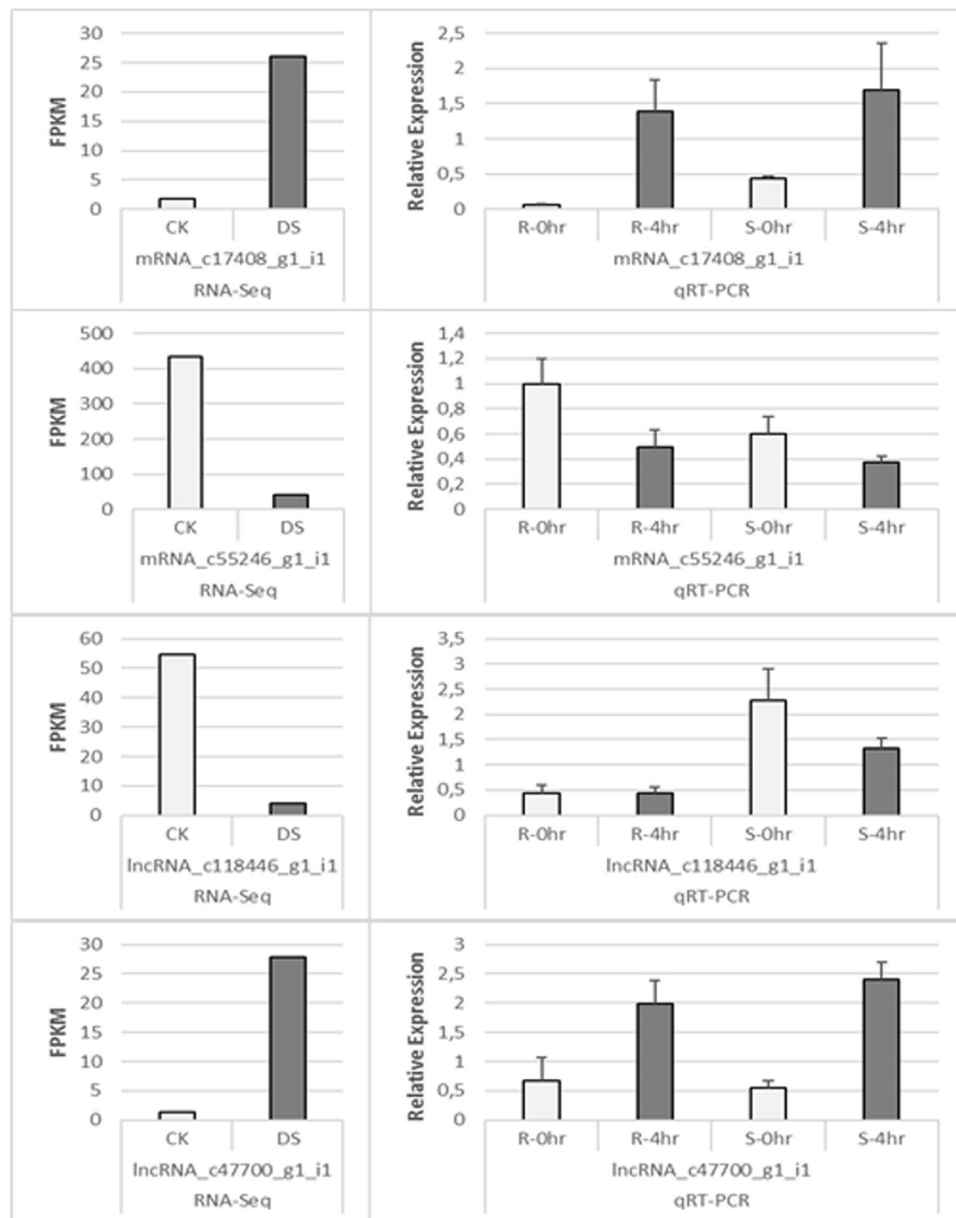 30
25
20
15
10
5
0
FPKM
CK DS
mRNA_c17408_g1_i1
RNA-Seq
2,5
2
1,5
1
0,5
0
Relative Expression
R-0hr R-4hr S-0hr S-4hr
mRNA_c17408_g1_i1
qRT-PCR
500
400
300
200
100
0
FPKM
CK DS
mRNA_c55246_g1_i1
RNA-Seq
1,4
1,2
1
0,8
0,6
0,4
0,2
0
Relative Expression
R-0hr R-4hr S-0hr S-4hr
mRNA_c55246_g1_i1
qRT-PCR
60
50
40
30
20
10
0
FPKM
CK DS
lncRNA_c118446_g1_i1
RNA-Seq
3,5
3
2,5
2
1,5
1
0,5
0
Relative Expression
R-0hr R-4hr S-0hr S-4hr
lncRNA_c118446_g1_i1
qRT-PCR
30
25
20
15
10
5
0
FPKM
CK DS
lncRNA_c47700_g1_i1
RNA-Seq
3
2,5
2
1,5
1
0,5
0
Relative Expression
R-0hr R-4hr S-0hr S-4hr
lncRNA_c47700_g1_i1
qRT-PCR